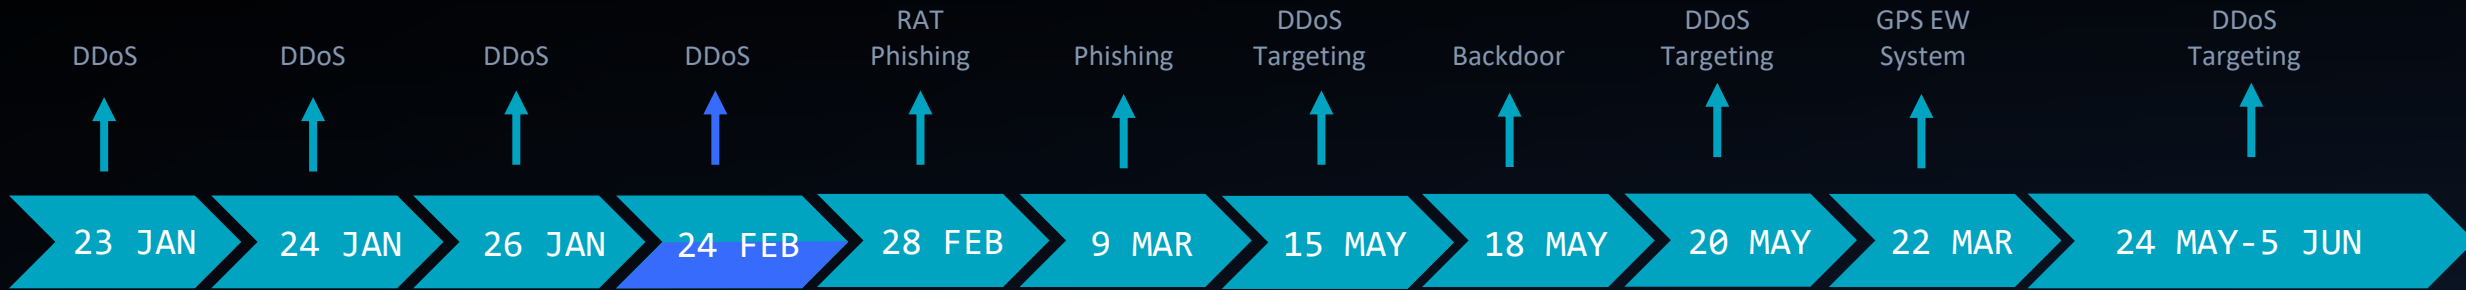 DDoS
DDoS
DDoS
DDoS
RAT
Phishing
Phishing
DDoS
Targeting
Backdoor
DDoS
Targeting
GPS EW
System
DDoS
Targeting
23 JAN
24 JAN
26 JAN
24 FEB
28 FEB
9 MAR
15 MAY
18 MAY
20 MAY
22 MAR
24 MAY-5 JUN